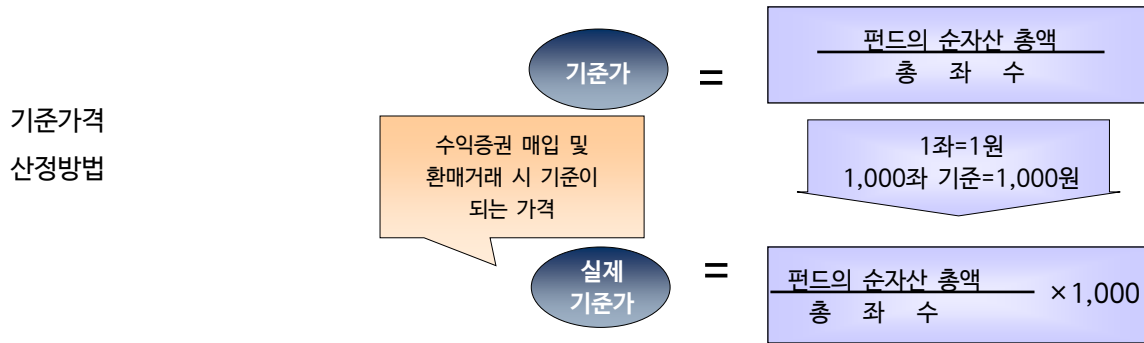 기준가격
산정방법
기준가
=
펀드의 순자산 총액
총 좌 수
수익증권 매입 및
환매거래 시 기준이
되는 가격
1좌=1원
1,000좌 기준=1,000원
실제
기준가
=
펀드의 순자산 총액
총 좌 수
×1,000